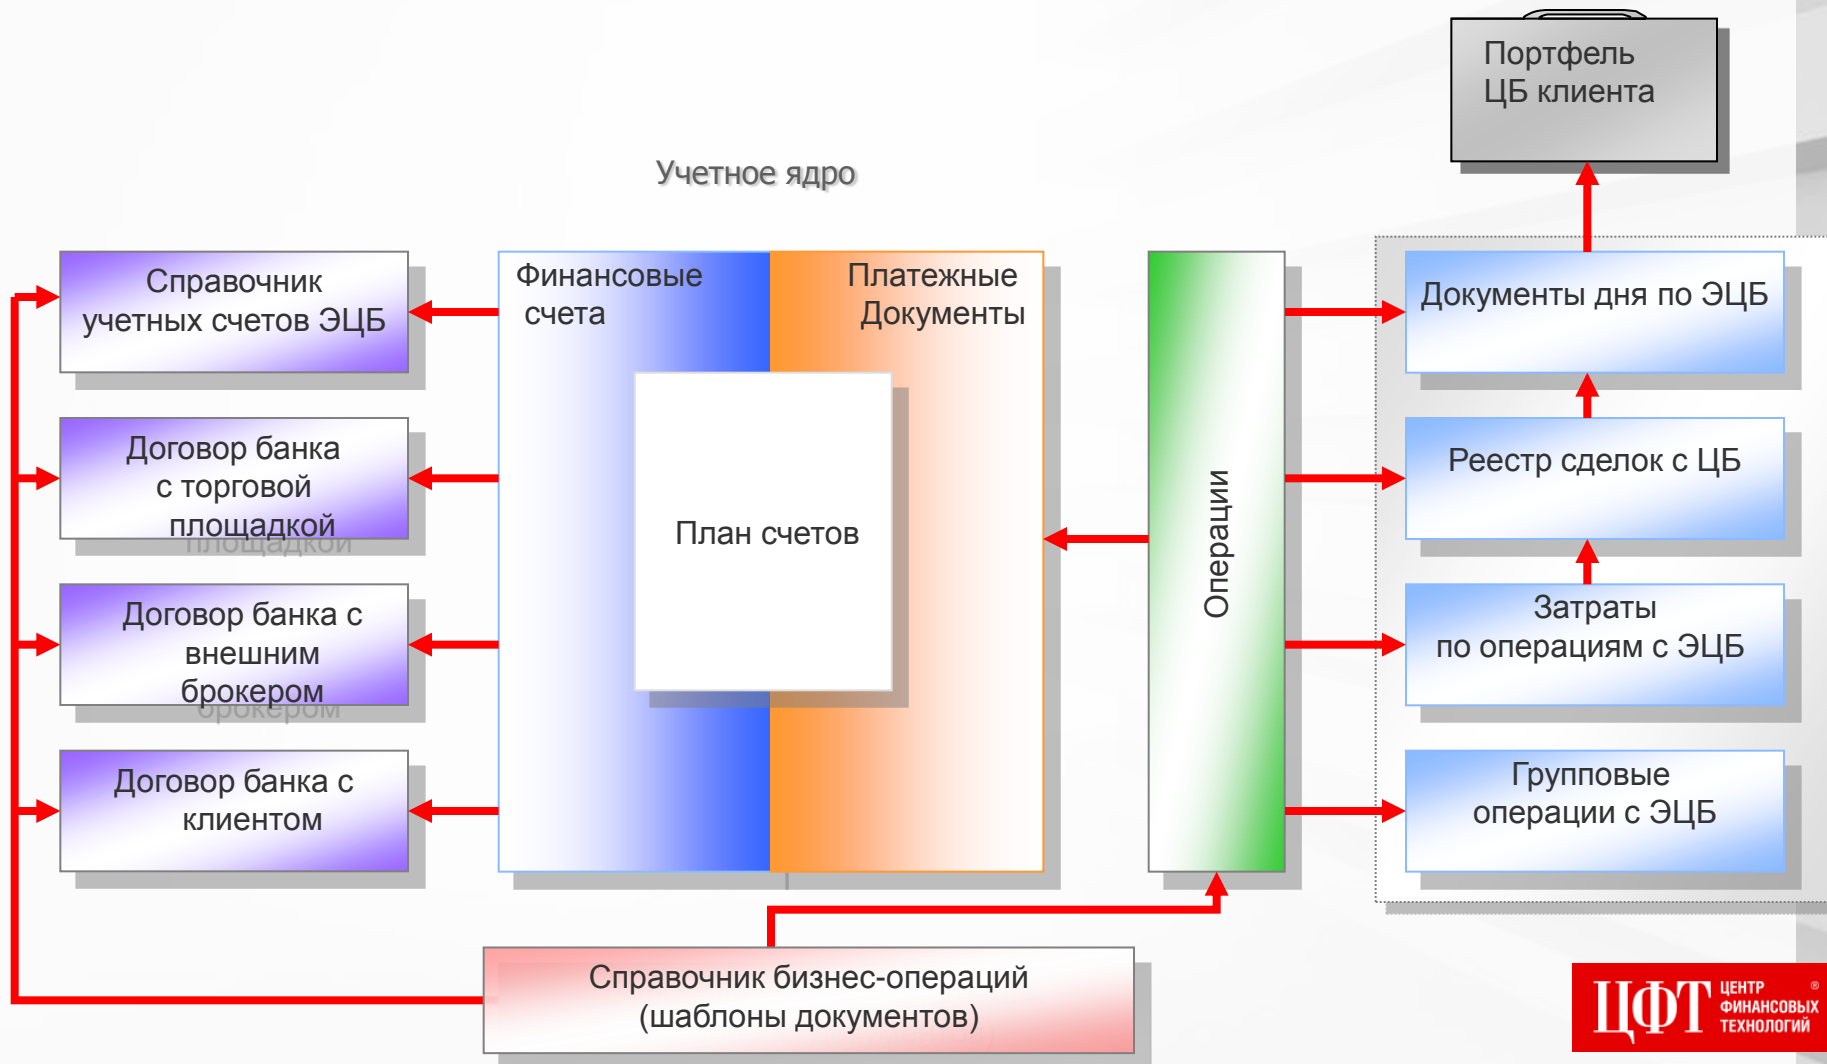 Портфель
ЦБ клиента
Учетное ядро
Справочник
учетных счетов ЭЦБ
Договор банка
с торговой
площадкой
Договор банка с
внешним
брокером
Договор банка с
клиентом
Финансовые
счета
Платежные
Документы
План счетов
Операции
Документы дня по ЭЦБ
Реестр сделок с ЦБ
Затраты
по операциям с ЭЦБ
Групповые
операции с ЭЦБ
Справочник бизнес-операций
(шаблоны документов)
ЦФТ
ЦЕНТР ®
ФИНАНСОВЫХ
ТЕХНОЛОГИЙ